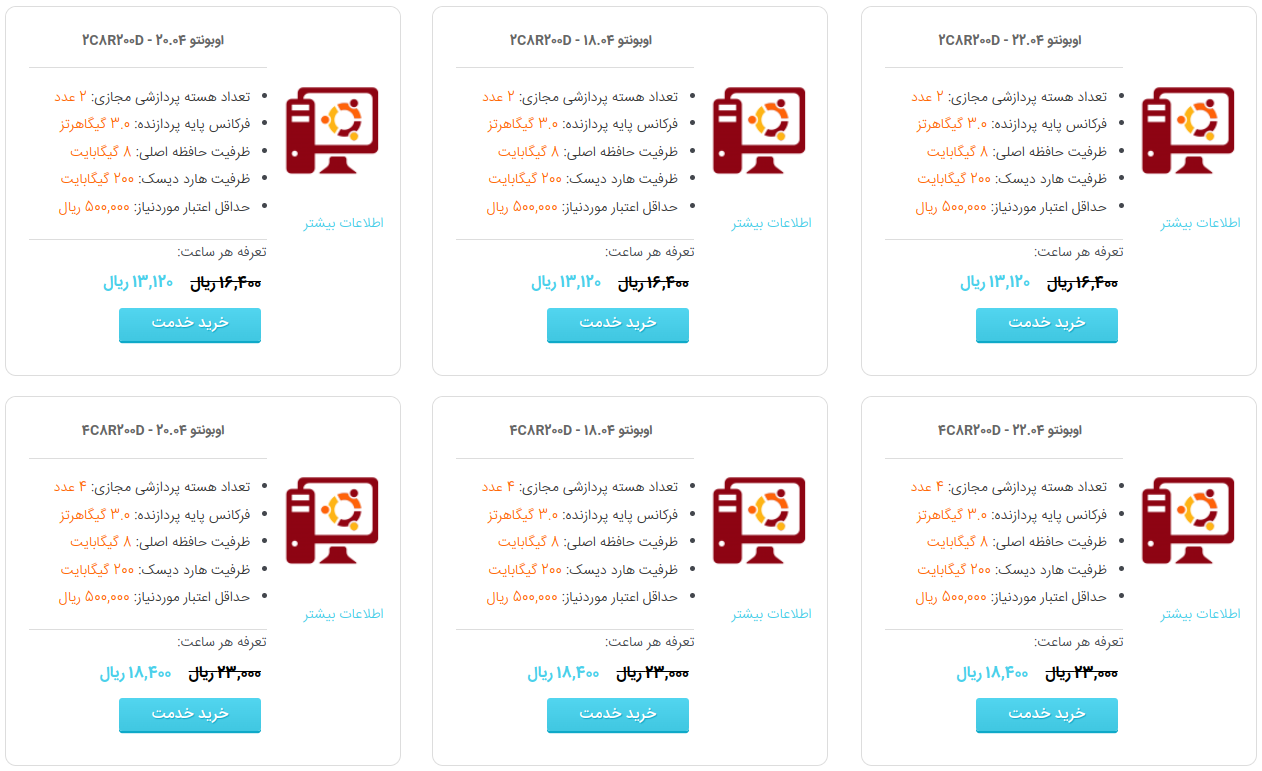 اوبونتو ۲۲.۰۴ - ۲C۸R۲۰۰D
تعداد هسته پردازشی مجازی: ۲ عدد
فرکانس پایه پردازنده: ۳.۰ گیگاهرتز
ظرفیت حافظه اصلی: ۸ گیگابایت
ظرفیت هارد دیسک: ۲۰۰ گیگابایت
حداقل اعتبار موردنیاز: ۵۰۰,۰۰۰ ریال
اطلاعات بیشتر
تعرفه هر ساعت:
۱۶,۴۰۰ ریال ۱۳,۱۲۰ ریال
خرید خدمت
اوبونتو ۱۸.۰۴ - ۲C۸R۲۰۰D
تعداد هسته پردازشی مجازی: ۲ عدد
فرکانس پایه پردازنده: ۳.۰ گیگاهرتز
ظرفیت حافظه اصلی: ۸ گیگابایت
ظرفیت هارد دیسک: ۲۰۰ گیگابایت
حداقل اعتبار موردنیاز: ۵۰۰,۰۰۰ ریال
اطلاعات بیشتر
تعرفه هر ساعت:
۱۶,۴۰۰ ریال ۱۳,۱۲۰ ریال
خرید خدمت
اوبونتو ۲۰.۰۴ - ۲C۸R۲۰۰D
تعداد هسته پردازشی مجازی: ۲ عدد
فرکانس پایه پردازنده: ۳.۰ گیگاهرتز
ظرفیت حافظه اصلی: ۸ گیگابایت
ظرفیت هارد دیسک: ۲۰۰ گیگابایت
حداقل اعتبار موردنیاز: ۵۰۰,۰۰۰ ریال
اطلاعات بیشتر
تعرفه هر ساعت:
۱۶,۴۰۰ ریال ۱۳,۱۲۰ ریال
خرید خدمت
اوبونتو ۲۲.۰۴ - ۴C۸R۲۰۰D
تعداد هسته پردازشی مجازی: ۴ عدد
فرکانس پایه پردازنده: ۳.۰ گیگاهرتز
ظرفیت حافظه اصلی: ۸ گیگابایت
ظرفیت هارد دیسک: ۲۰۰ گیگابایت
حداقل اعتبار موردنیاز: ۵۰۰,۰۰۰ ریال
اطلاعات بیشتر
تعرفه هر ساعت:
۲۳,۰۰۰ ریال ۱۸,۴۰۰ ریال
خرید خدمت
اوبونتو ۱۸.۰۴ - ۴C۸R۲۰۰D
تعداد هسته پردازشی مجازی: ۴ عدد
فرکانس پایه پردازنده: ۳.۰ گیگاهرتز
ظرفیت حافظه اصلی: ۸ گیگابایت
ظرفیت هارد دیسک: ۲۰۰ گیگابایت
حداقل اعتبار موردنیاز: ۵۰۰,۰۰۰ ریال
اطلاعات بیشتر
تعرفه هر ساعت:
۲۳,۰۰۰ ریال ۱۸,۴۰۰ ریال
خرید خدمت
اوبونتو ۲۰.۰۴ - ۴C۸R۲۰۰D
تعداد هسته پردازشی مجازی: ۴ عدد
فرکانس پایه پردازنده: ۳.۰ گیگاهرتز
ظرفیت حافظه اصلی: ۸ گیگابایت
ظرفیت هارد دیسک: ۲۰۰ گیگابایت
حداقل اعتبار موردنیاز: ۵۰۰,۰۰۰ ریال
اطلاعات بیشتر
تعرفه هر ساعت:
۲۳,۰۰۰ ریال ۱۸,۴۰۰ ریال
خرید خدمت